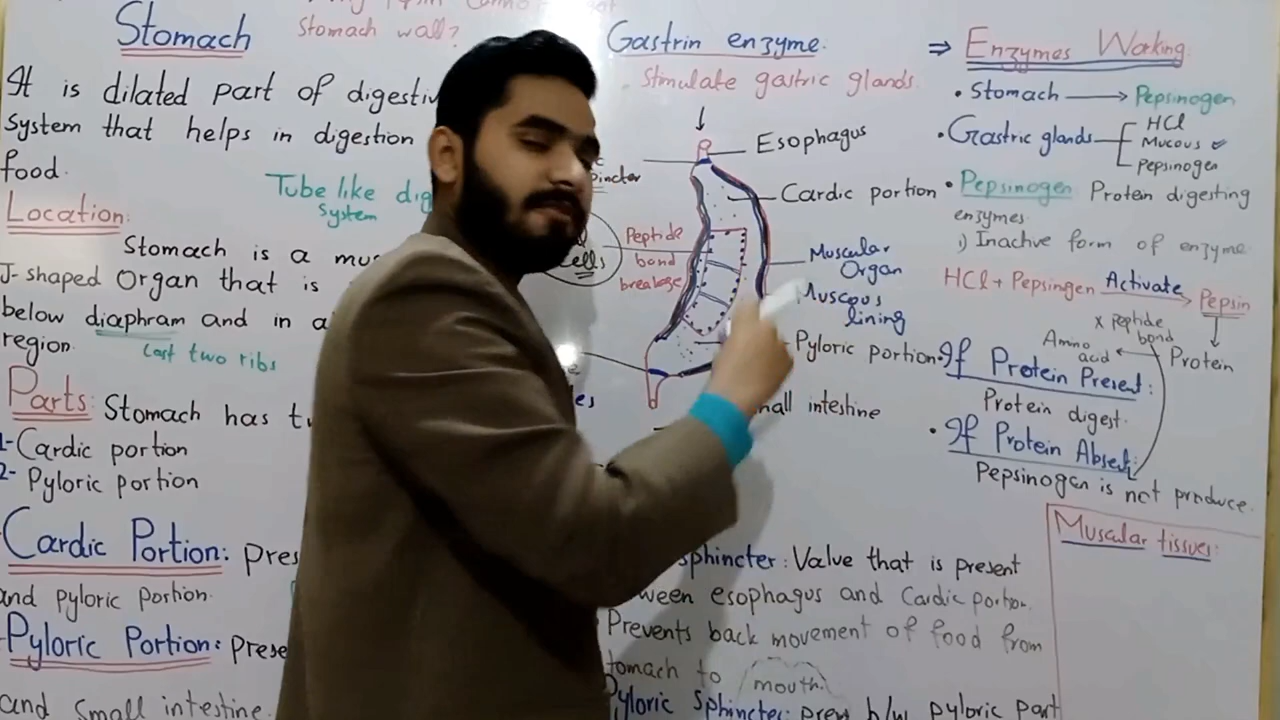 Stomach
Stomach wall?
It is dilated part of digestiv
System that helps in digestion
food.
Tube like dig
System
Location:
Stomach is a mus
J-shaped Organ that is
below diaphram and in a
region.
Last two ribs
Parts: Stomach has t
1- Cardic portion
2- Pyloric portion
Cardic Portion: pres
and pyloric portion.
Pyloric Portion: prese
and small intestine.
Gastrin enzyme.
Stimulate gastric glands
Esophagus
Cardic portion
Peptide
bond
breakage
cells
Muscular
Organ
Muscous
lining
Pyloric portion
mall intestine
sphincter: Valve that is present
ween esophagus and Cardic portion.
Prevents back movement of food from
tomach to mouth.
Pyloric Sphincter: pres b/w pyloric part
⇒ Enzymes Working
• Stomach → Pepsinogen
• Gastric glands HCl
Mucous
pepsinogen
• Pepsinogen Protein digesting
enzymes.
i) Inactive form of enzyme
HCl + Pepsingen Activate → Pepsin
x peptide
bond
Amno
acid ← Protein
If Protein Present:
Protein digest.
• If Protein Absent:
Pepsinogen is not produce.
Muscular tissues: